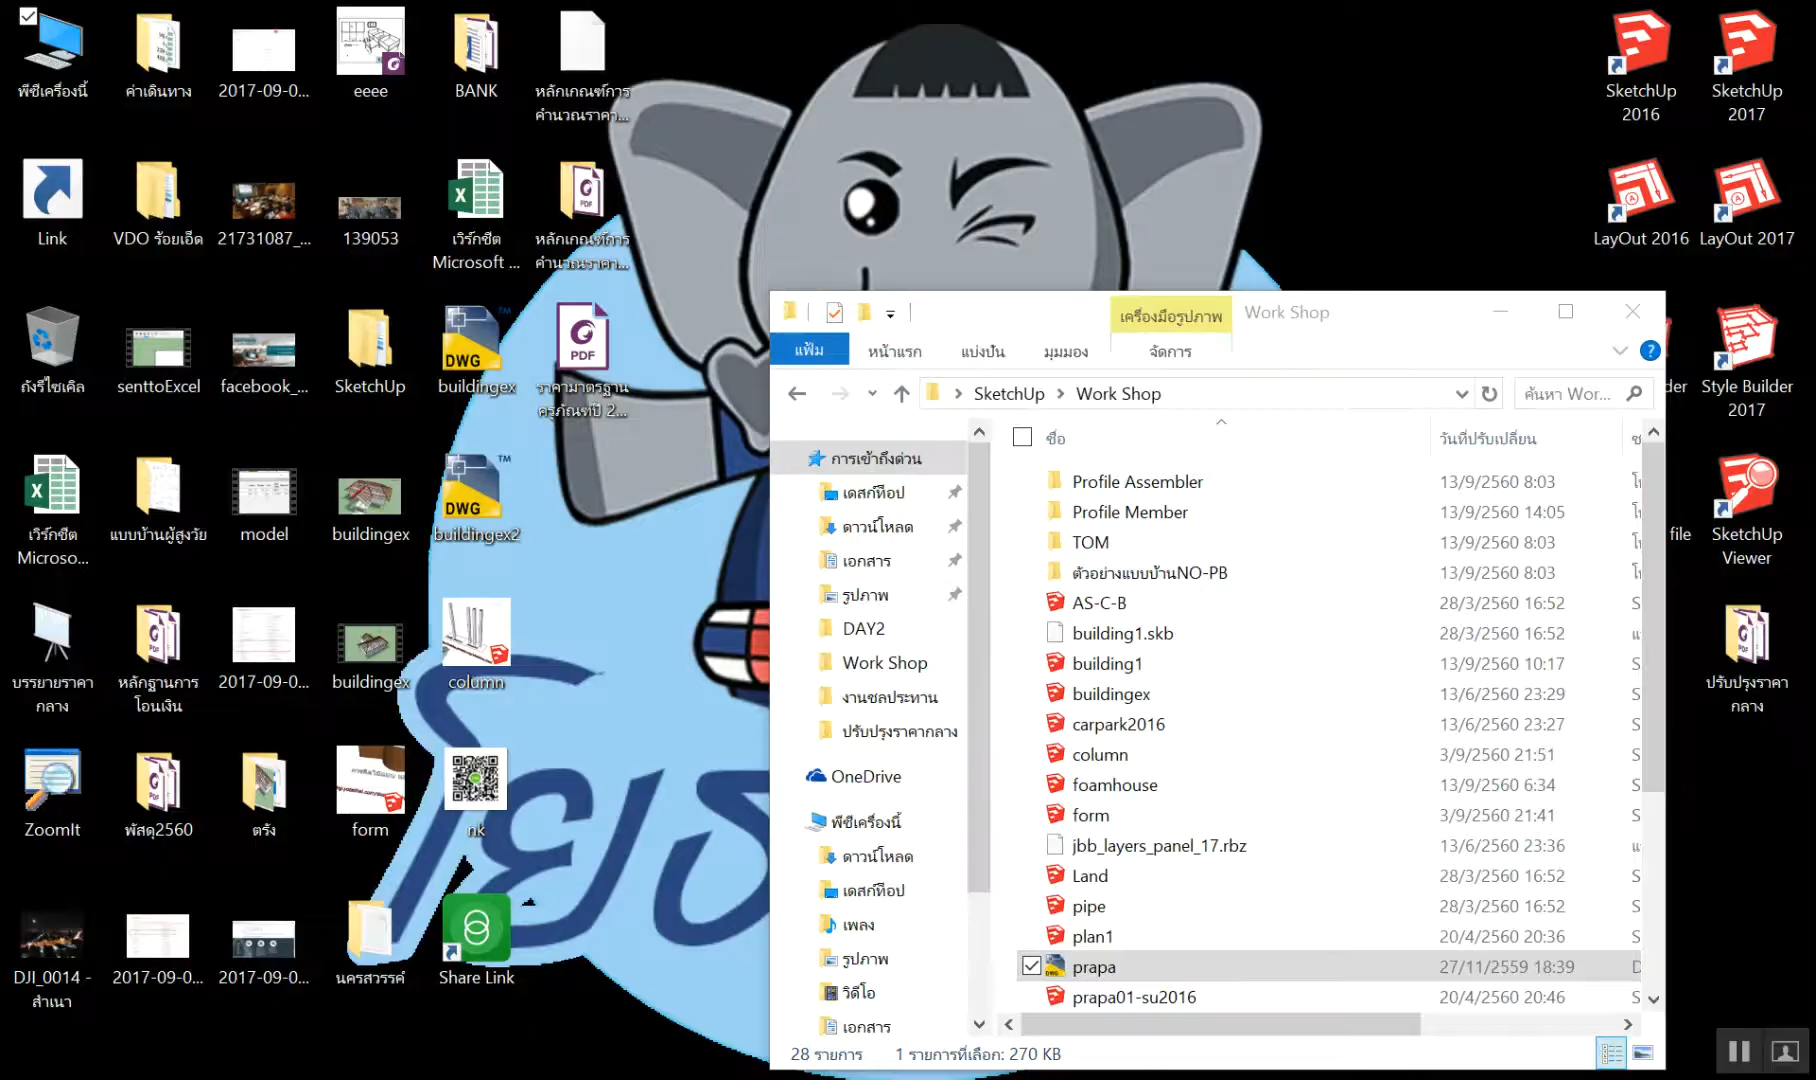 พีซีเครื่องนี้
ค่าเดินทาง
2017-09-0...
eeee
BANK
หลักเกณฑ์การ
คำนวณราคา...
SketchUp
2016
SketchUp
2017
Link
VDO ร้อยเอ็ด
21731087_...
139053
เวิร์กชีต
Microsoft ...
หลักเกณฑ์การ
คำนวณราคา...
LayOut 2016
LayOut 2017
ถังรีไซเคิล
senttoExcel
facebook_...
SketchUp
DWG
TM
buildingex
PDF
ราคามาตรฐาน
ครุภัณฑ์ปี 2...
der
Style Builder
2017
เวิร์กชีต
Microso...
แบบบ้านผู้สูงวัย
model
buildingex
DWG
TM
buildingex2
file
SketchUp
Viewer
บรรยายราคา
กลาง
หลักฐานการ
โอนเงิน
2017-09-0...
buildingex
column
ปรับปรุงราคา
กลาง
ZoomIt
พัสดุ2560
ตรัง
form
nk
DJI_0014 -
สำเนา
2017-09-0...
2017-09-0...
นครสวรรค์
Share Link
โยธ
เครื่องมือรูปภาพ
Work Shop
แฟ้ม
หน้าแรก
แบ่งปัน
มุมมอง
จัดการ
SketchUp
Work Shop
ค้นหา Wor...
ชื่อ
วันที่ปรับเปลี่ยน
การเข้าถึงด่วน
เดสก์ท็อป
ดาวน์โหลด
เอกสาร
รูปภาพ
DAY2
Work Shop
งานชลประทาน
ปรับปรุงราคากลาง
OneDrive
พีซีเครื่องนี้
ดาวน์โหลด
เดสก์ท็อป
เพลง
รูปภาพ
วิดีโอ
เอกสาร
Profile Assembler 13/9/2560 8:03
Profile Member 13/9/2560 14:05
TOM 13/9/2560 8:03
ตัวอย่างแบบบ้านNO-PB 13/9/2560 8:03
AS-C-B 28/3/2560 16:52 S
building1.skb 28/3/2560 16:52
building1 13/9/2560 10:17 S
buildingex 13/6/2560 23:29 S
carpark2016 13/6/2560 23:27 S
column 3/9/2560 21:51 S
foamhouse 13/9/2560 6:34 S
form 3/9/2560 21:41 S
jbb_layers_panel_17.rbz 13/6/2560 23:36
Land 28/3/2560 16:52 S
pipe 28/3/2560 16:52 S
plan1 20/4/2560 20:36 S
prapa 27/11/2559 18:39 D
prapa01-su2016 20/4/2560 20:46 S
28 รายการ
1 รายการที่เลือก: 270 KB